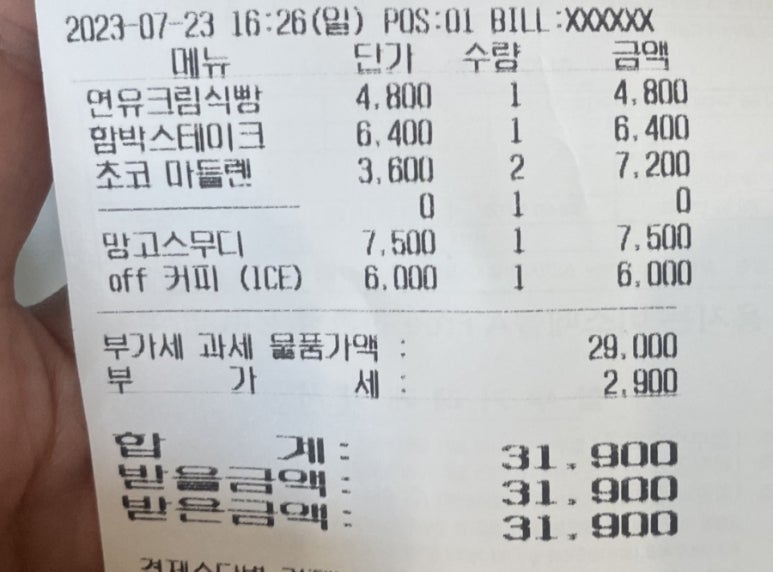 2023-07-23 16:26(일) POS:01 BILL:XXXXXX
메뉴 단가 수량 금액
연유크림식빵 4,800 1 4,800
함박스테이크 6,400 1 6,400
초코 마들렌 3,600 2 7,200
0 1 0
망고스무디 7,500 1 7,500
off 커피 (ICE) 6,000 1 6,000
부가세 과세 물품가액 : 29,000
부 가 세 : 2,900
합 계 : 31,900
받을금액 : 31,900
받은금액 : 31,900